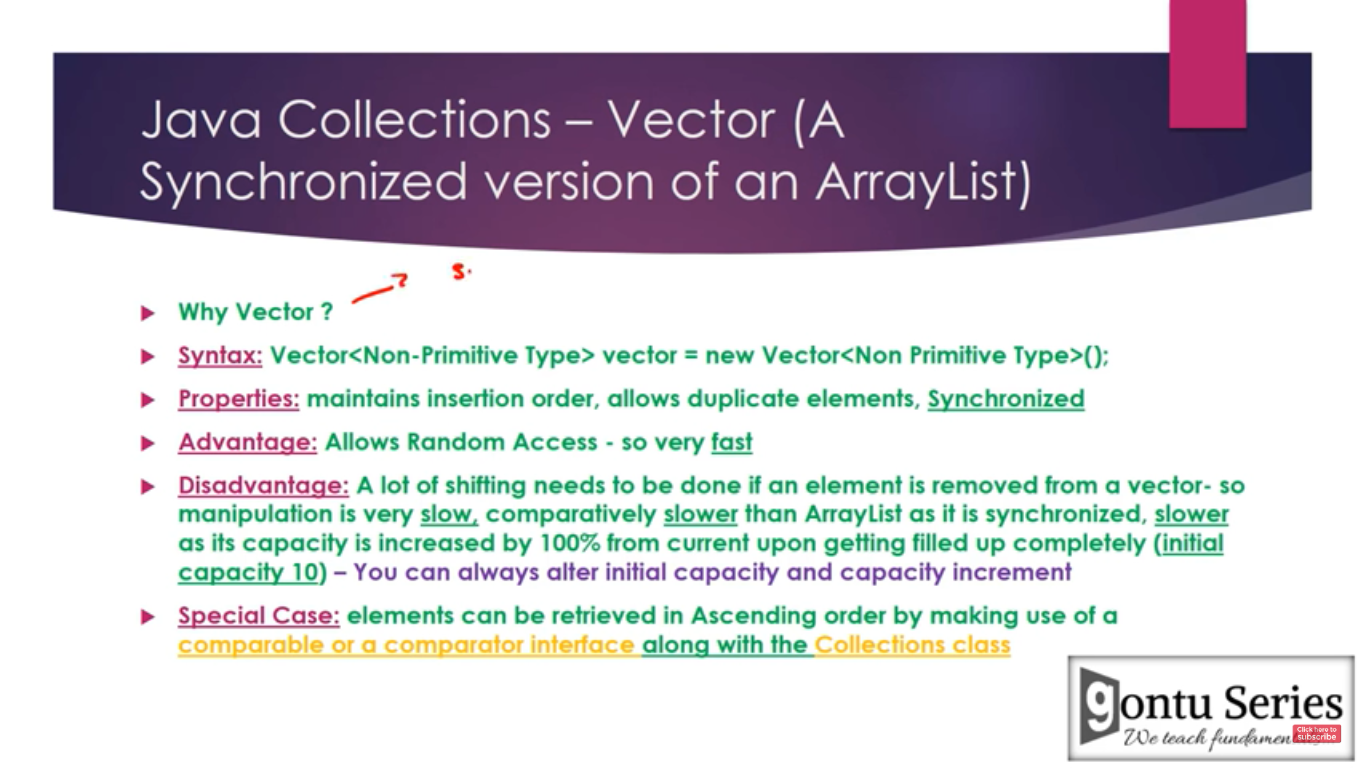 Java Collections – Vector (A
Synchronized version of an ArrayList)
Why Vector ?
Syntax: Vector<Non-Primitive Type> vector = new Vector<Non Primitive Type>();
Properties: maintains insertion order, allows duplicate elements, Synchronized
Advantage: Allows Random Access - so very fast
Disadvantage: A lot of shifting needs to be done if an element is removed from a vector- so
manipulation is very slow, comparatively slower than ArrayList as it is synchronized, slower
as its capacity is increased by 100% from current upon getting filled up completely (initial
capacity 10) – You can always alter initial capacity and capacity increment
Special Case: elements can be retrieved in Ascending order by making use of a
comparable or a comparator interface along with the Collections class
gontu Series
We teach
Click here to
subscribe